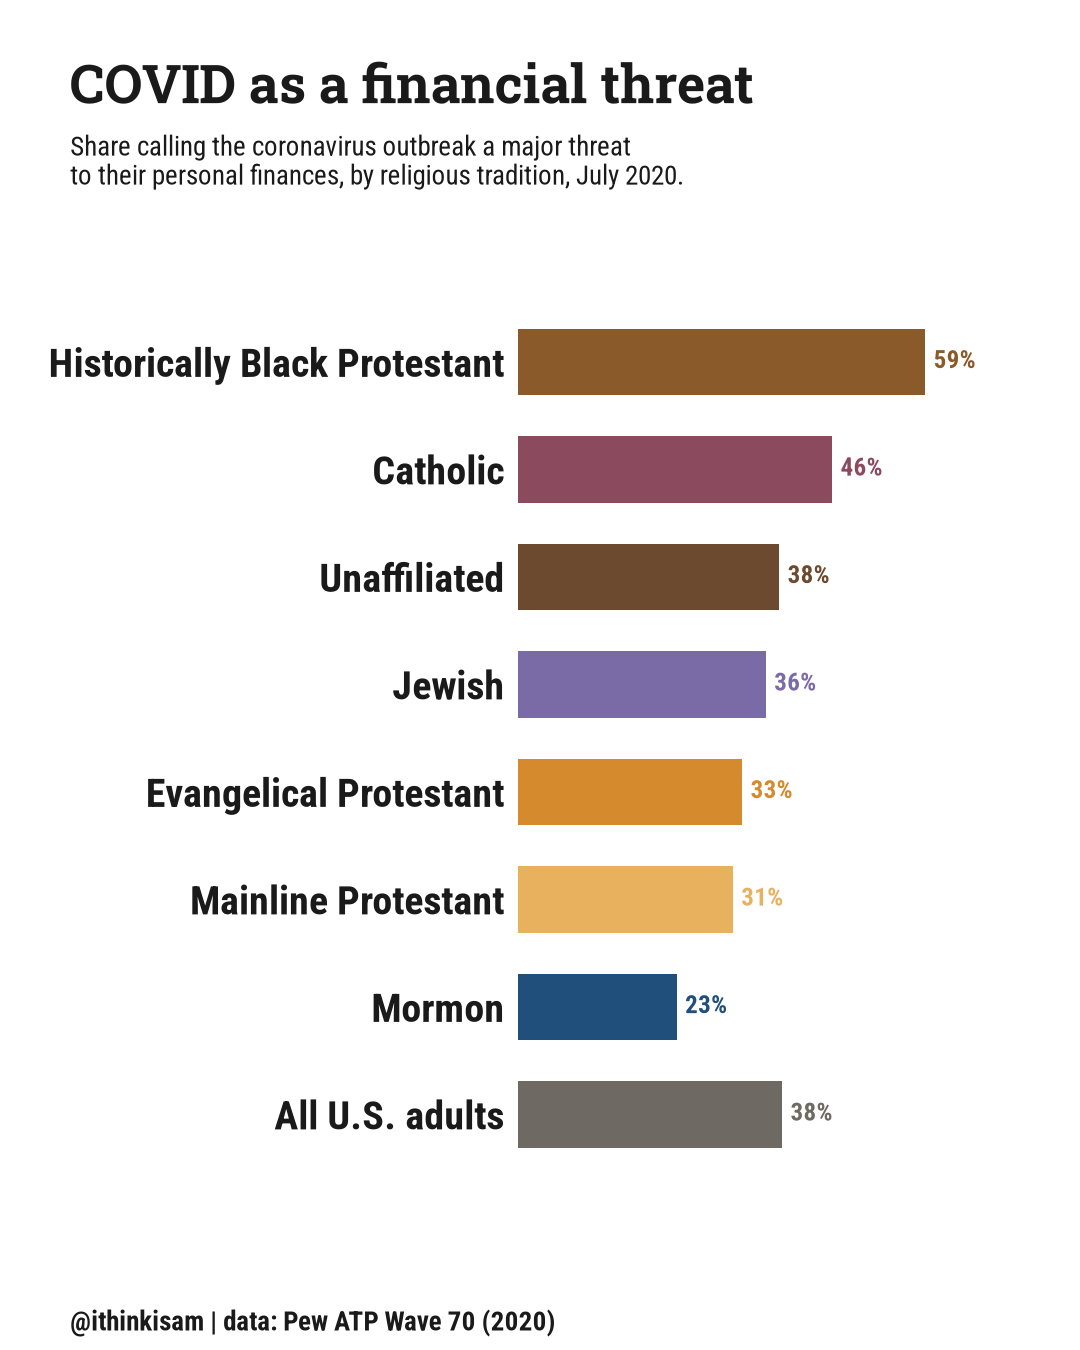 COVID as a financial threat
Share calling the coronavirus outbreak a major threat
to their personal finances, by religious tradition, July 2020.
Historically Black Protestant 59%
Catholic 46%
Unaffiliated 38%
Jewish 36%
Evangelical Protestant 33%
Mainline Protestant 31%
Mormon 23%
All U.S. adults 38%
@ithinkisam | data: Pew ATP Wave 70 (2020)